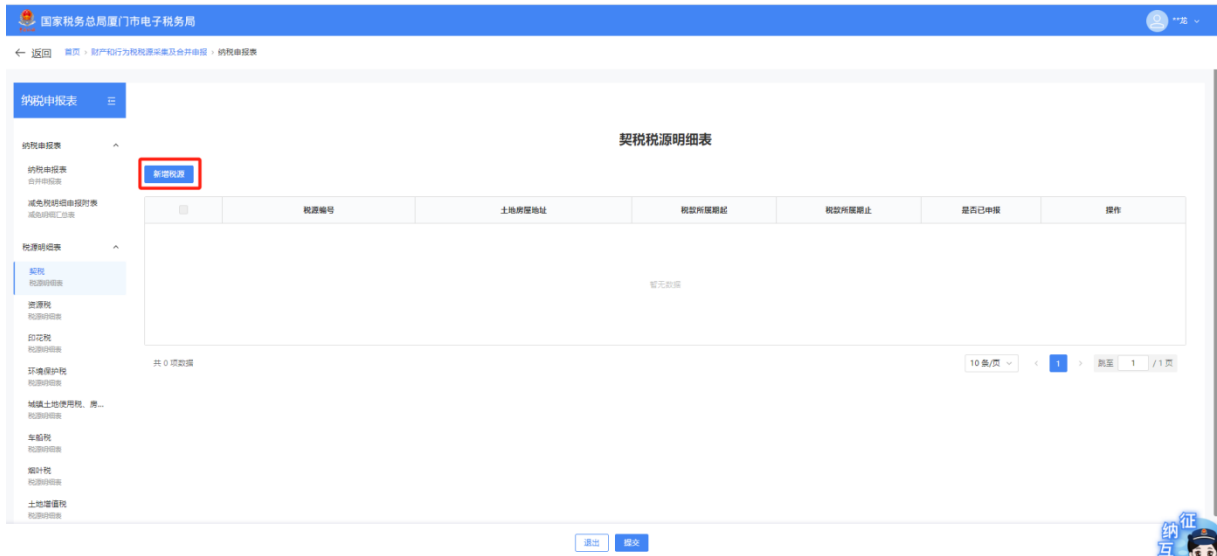 国家税务总局厦门市电子税务局
**龙
返回 首页 › 财产和行为税税源采集及合并申报 › 纳税申报表
纳税申报表
契税税源明细表
纳税申报表
纳税申报表
合并申报表
新增税源
减免税明细申报附表
减免明细汇总表
税源编号 土地房屋地址 税款所属期起 税款所属期止 是否已申报 操作
税源明细表
契税
税源明细表
暂无数据
资源税
税源明细表
印花税
税源明细表
共 0 项数据 10 条/页 1 跳至 1 / 1 页
环境保护税
税源明细表
城镇土地使用税、房...
税源明细表
车船税
税源明细表
烟叶税
税源明细表
土地增值税
税源明细表
退出 提交
征
纳
互